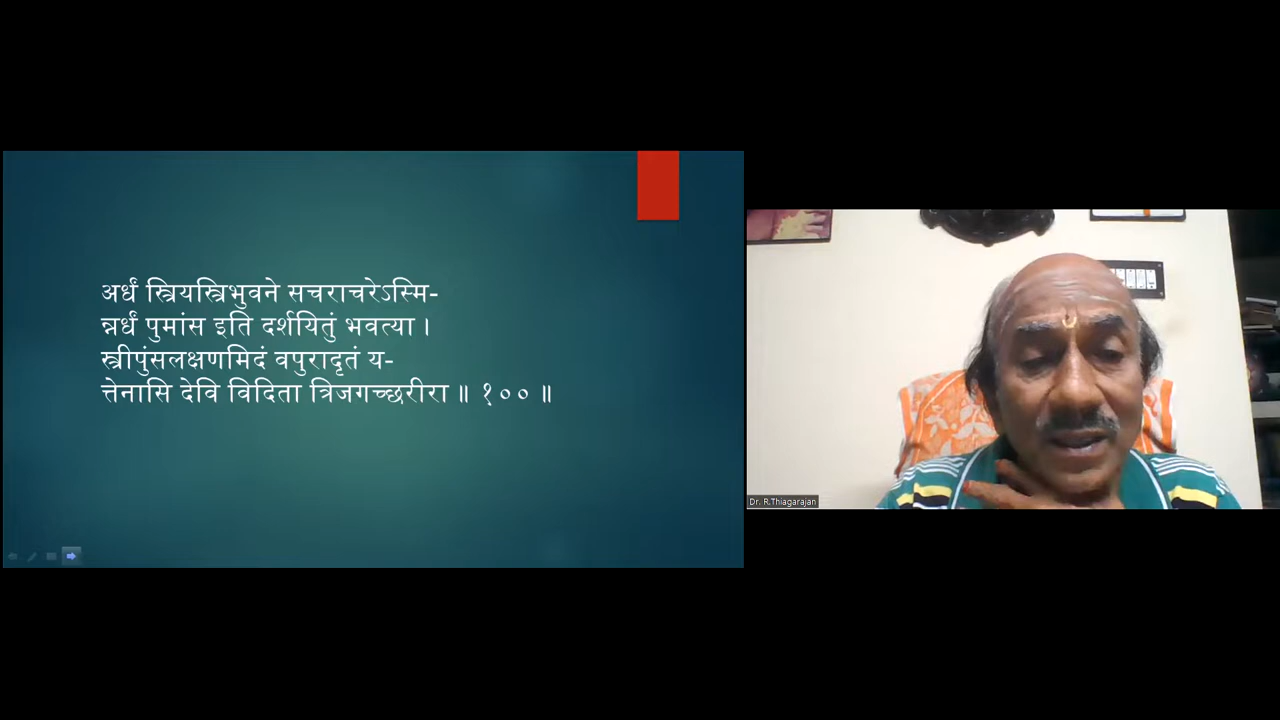 अर्धं स्त्रियस्त्रिभुवने सचराचरेऽस्मि-
न्नर्धं पुमांस इति दर्शयितुं भवत्या ।
स्त्रीपुंसलक्षणमिदं वपुरादृतं य-
त्तेनासि देवि विदिता त्रिजगच्छरीरा ॥ १०० ॥
Dr. R.Thiagarajan